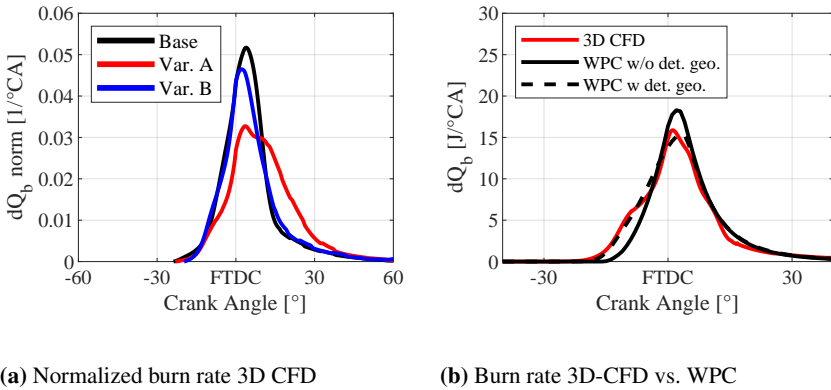 0.06
0.05
0.04
0.03
0.02
0.01
0
dQb norm [1/°CA]
Base
Var. A
Var. B
-60
-30
FTDC
30
60
Crank Angle [°]
(a) Normalized burn rate 3D CFD
30
25
20
15
10
5
0
dQb [J/°CA]
3D CFD
WPC w/o det. geo.
WPC w det. geo.
-30
FTDC
30
Crank Angle [°]
(b) Burn rate 3D-CFD vs. WPC